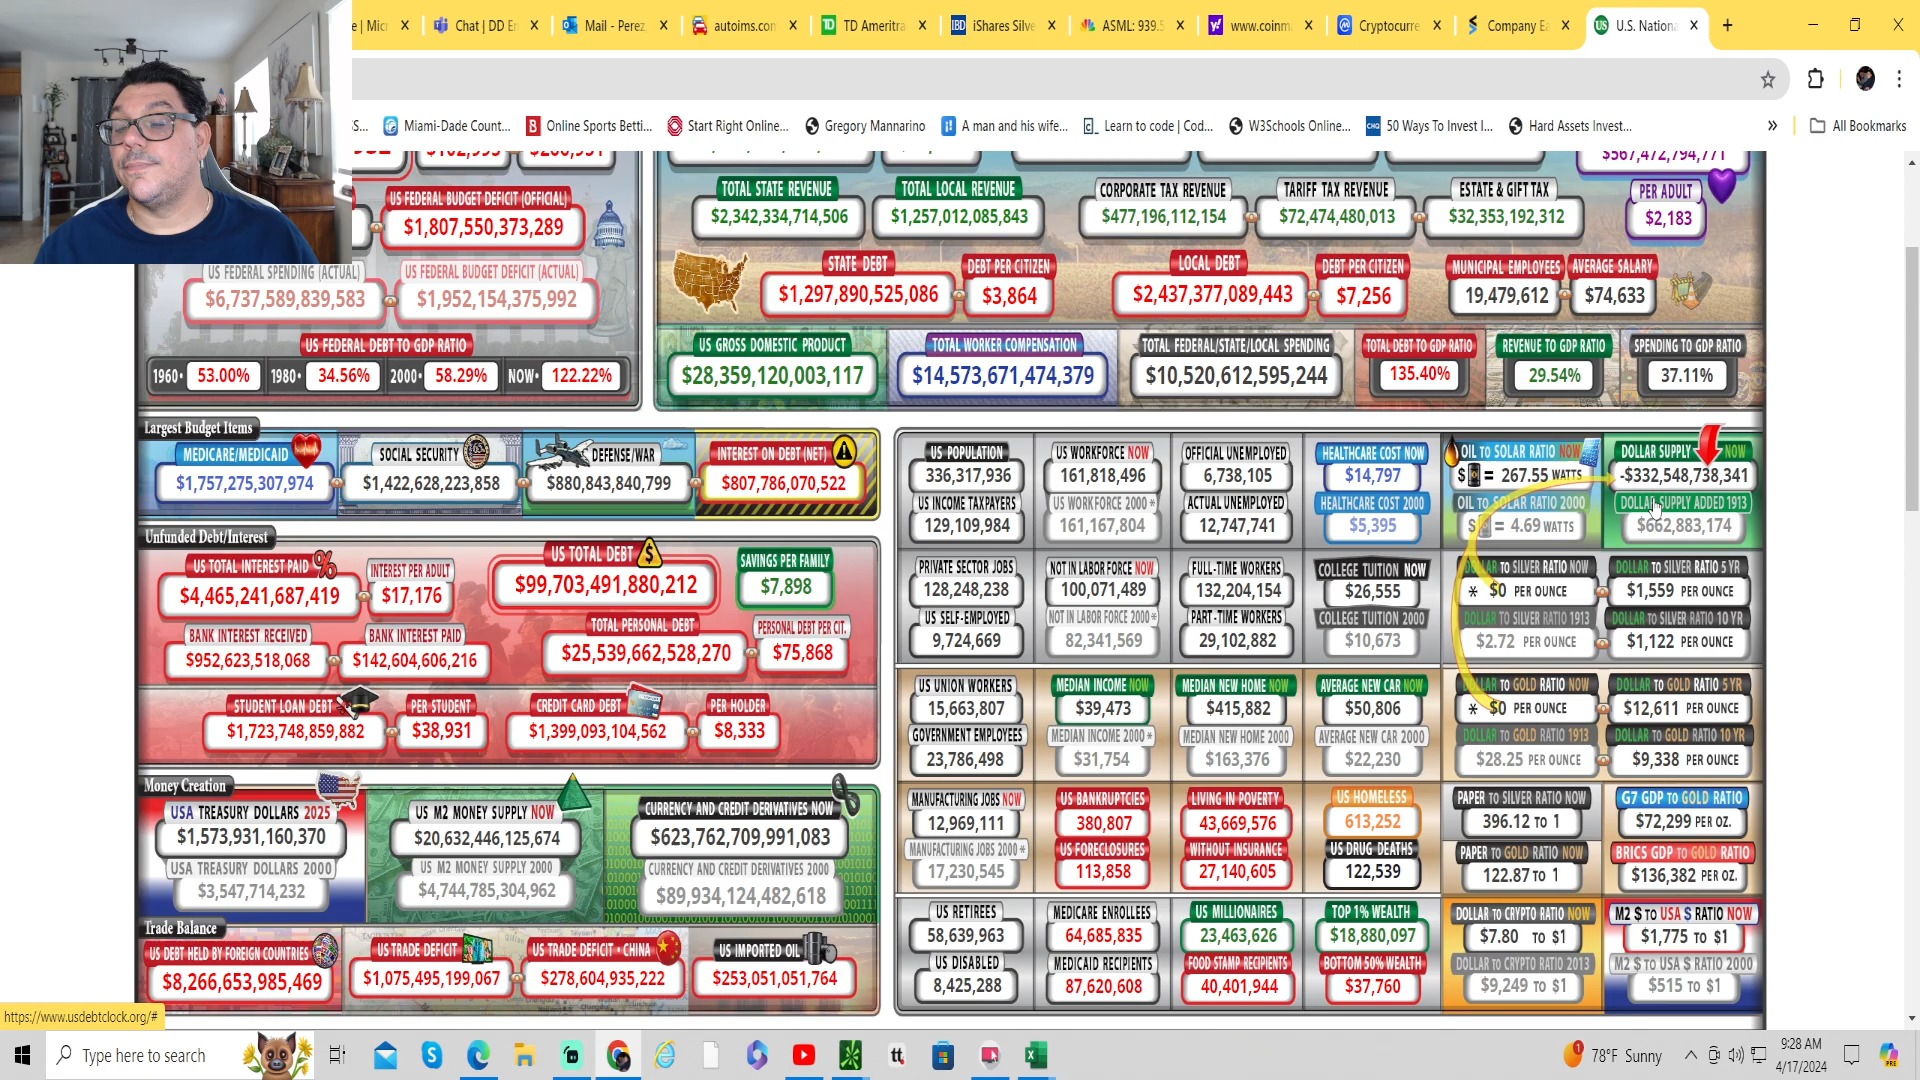 e | Micr
Chat | DD En
Mail - Perez,
autoims.com
TD Ameritra
iShares Silve
ASML: 939.5
www.coinm
Cryptocurre
Company Ea
U.S. Nationa
S...
Miami-Dade Count...
Online Sports Betti...
Start Right Online...
Gregory Mannarino
A man and his wife...
Learn to code | Cod...
W3Schools Online...
50 Ways To Invest I...
Hard Assets Invest...
»
All Bookmarks
$567,472,794,771
US FEDERAL BUDGET DEFICIT (OFFICIAL)
$1,807,550,373,289
US FEDERAL SPENDING (ACTUAL)
US FEDERAL BUDGET DEFICIT (ACTUAL)
$6,737,589,839,583
$1,952,154,375,992
US FEDERAL DEBT TO GDP RATIO
1960• 53.00%
1980• 34.56%
2000• 58.29%
NOW• 122.22%
TOTAL STATE REVENUE
TOTAL LOCAL REVENUE
CORPORATE TAX REVENUE
TARIFF TAX REVENUE
ESTATE & GIFT TAX
PER ADULT
$2,342,334,714,506
$1,257,012,085,843
$477,196,112,154
$72,474,480,013
$32,353,192,312
$2,183
STATE DEBT
DEBT PER CITIZEN
LOCAL DEBT
DEBT PER CITIZEN
MUNICIPAL EMPLOYEES
AVERAGE SALARY
$1,297,890,525,086
$3,864
$2,437,377,089,443
$7,256
19,479,612
$74,633
US GROSS DOMESTIC PRODUCT
TOTAL WORKER COMPENSATION
TOTAL FEDERAL/STATE/LOCAL SPENDING
TOTAL DEBT TO GDP RATIO
REVENUE TO GDP RATIO
SPENDING TO GDP RATIO
$28,359,120,003,117
$14,573,671,474,379
$10,520,612,595,244
135.40%
29.54%
37.11%
Largest Budget Items
MEDICARE/MEDICAID
SOCIAL SECURITY
DEFENSE/WAR
INTEREST ON DEBT (NET)
$1,757,275,307,974
$1,422,628,223,858
$880,843,840,799
$807,786,070,522
Unfunded Debt/Interest
US TOTAL INTEREST PAID
INTEREST PER ADULT
US TOTAL DEBT
SAVINGS PER FAMILY
$4,465,241,687,419
$17,176
$99,703,491,880,212
$7,898
BANK INTEREST RECEIVED
BANK INTEREST PAID
TOTAL PERSONAL DEBT
PERSONAL DEBT PER CIT.
$952,623,518,068
$142,604,606,216
$25,539,662,528,270
$75,868
STUDENT LOAN DEBT
PER STUDENT
CREDIT CARD DEBT
PER HOLDER
$1,723,748,859,882
$38,931
$1,399,093,104,562
$8,333
Money Creation
USA TREASURY DOLLARS 2025
US M2 MONEY SUPPLY NOW
CURRENCY AND CREDIT DERIVATIVES NOW
$1,573,931,160,370
$20,632,446,125,674
$623,762,709,991,083
USA TREASURY DOLLARS 2000
US M2 MONEY SUPPLY 2000
CURRENCY AND CREDIT DERIVATIVES 2000
$3,547,714,232
$4,744,785,304,962
$89,934,124,482,618
Trade Balance
US DEBT HELD BY FOREIGN COUNTRIES
US TRADE DEFICIT
US TRADE DEFICIT • CHINA
US IMPORTED OIL
$8,266,653,985,469
$1,075,495,199,067
$278,604,935,222
$253,051,051,764
US POPULATION
US WORKFORCE NOW
OFFICIAL UNEMPLOYED
HEALTHCARE COST NOW
OIL TO SOLAR RATIO NOW
DOLLAR SUPPLY NOW
336,317,936
161,818,496
6,738,105
$14,797
$ = 267.55 WATTS
-$332,548,738,341
US INCOME TAXPAYERS
US WORKFORCE 2000 *
ACTUAL UNEMPLOYED
HEALTHCARE COST 2000
OIL TO SOLAR RATIO 2000
DOLLAR SUPPLY ADDED 1913
129,109,984
161,167,804
12,747,741
$5,395
$ = 4.69 WATTS
$662,883,174
PRIVATE SECTOR JOBS
NOT IN LABOR FORCE NOW
FULL-TIME WORKERS
COLLEGE TUITION NOW
DOLLAR TO SILVER RATIO NOW
DOLLAR TO SILVER RATIO 5 YR
128,248,238
100,071,489
132,204,154
$26,555
* $0 PER OUNCE
$1,559 PER OUNCE
US SELF-EMPLOYED
NOT IN LABOR FORCE 2000*
PART-TIME WORKERS
COLLEGE TUITION 2000
DOLLAR TO SILVER RATIO 1913
DOLLAR TO SILVER RATIO 10 YR
9,724,669
82,341,569
29,102,882
$10,673
$2.72 PER OUNCE
$1,122 PER OUNCE
US UNION WORKERS
MEDIAN INCOME NOW
MEDIAN NEW HOME NOW
AVERAGE NEW CAR NOW
DOLLAR TO GOLD RATIO NOW
DOLLAR TO GOLD RATIO 5 YR
15,663,807
$39,473
$415,882
$50,806
* $0 PER OUNCE
$12,611 PER OUNCE
GOVERNMENT EMPLOYEES
MEDIAN INCOME 2000 *
MEDIAN NEW HOME 2000
AVERAGE NEW CAR 2000
DOLLAR TO GOLD RATIO 1913
DOLLAR TO GOLD RATIO 10 YR
23,786,498
$31,754
$163,376
$22,230
$28.25 PER OUNCE
$9,338 PER OUNCE
MANUFACTURING JOBS NOW
US BANKRUPTCIES
LIVING IN POVERTY
US HOMELESS
PAPER TO SILVER RATIO NOW
G7 GDP TO GOLD RATIO
12,969,111
380,807
43,669,576
613,252
396.12 TO 1
$72,299 PER OZ.
MANUFACTURING JOBS 2000 *
US FORECLOSURES
WITHOUT INSURANCE
US DRUG DEATHS
PAPER TO GOLD RATIO NOW
BRICS GDP TO GOLD RATIO
17,230,545
113,858
27,140,605
122,539
122.87 TO 1
$136,382 PER OZ.
US RETIREES
MEDICARE ENROLLEES
US MILLIONAIRES
TOP 1% WEALTH
DOLLAR TO CRYPTO RATIO NOW
M2 $ TO USA $ RATIO NOW
58,639,963
64,685,835
23,463,626
$18,880,097
$7.80 TO $1
$1,775 TO $1
US DISABLED
MEDICAID RECIPIENTS
FOOD STAMP RECIPIENTS
BOTTOM 50% WEALTH
DOLLAR TO CRYPTO RATIO 2013
M2 $ TO USA $ RATIO 2000
8,425,288
87,620,608
40,401,944
$37,760
$9,249 TO $1
$515 TO $1
https://www.usdebtclock.org/#
Type here to search
78°F Sunny
9:28 AM
4/17/2024